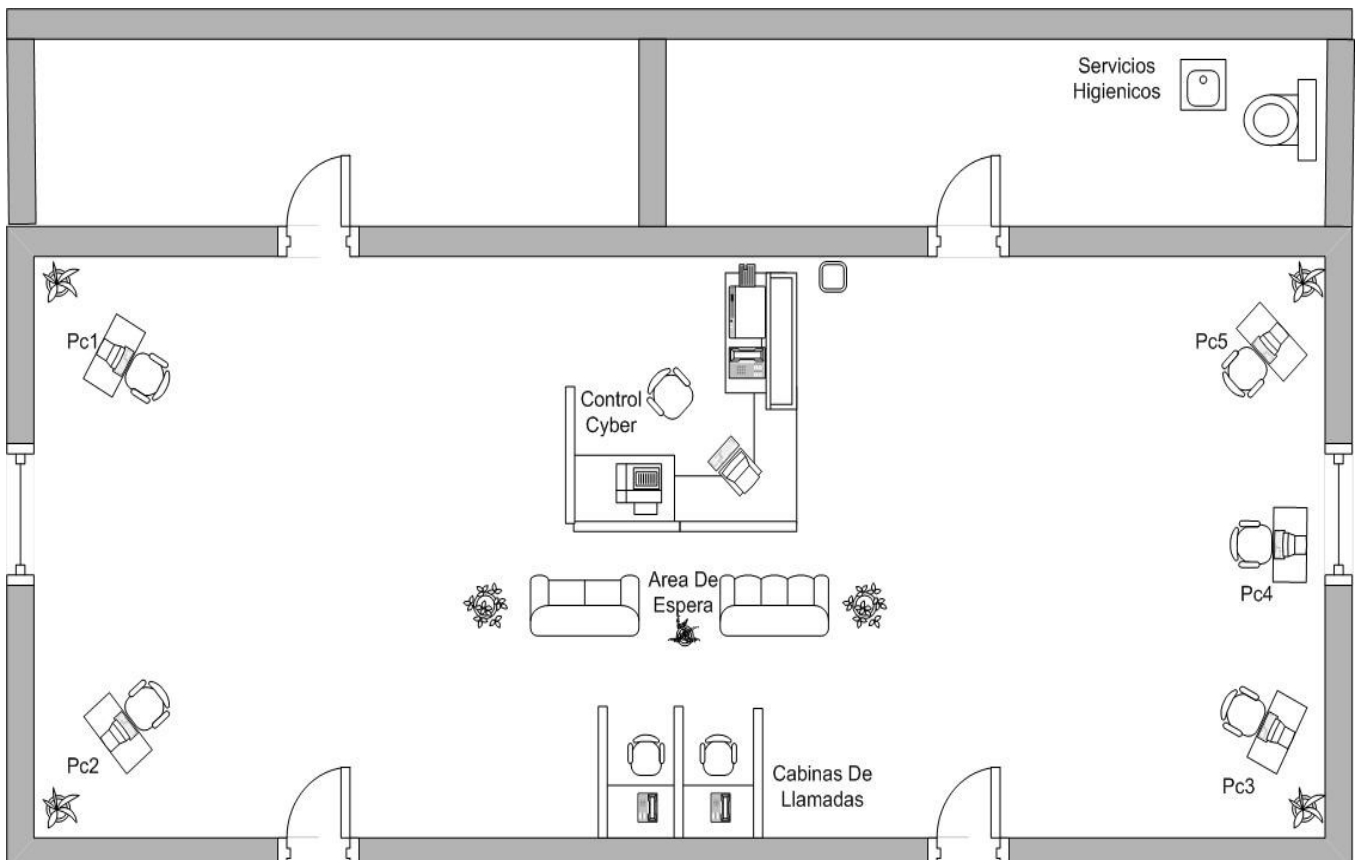 Servicios
Higienicos
Pc1
Pc5
Control
Cyber
Area De
Espera
Pc4
Pc2
Cabinas De
Llamadas
Pc3